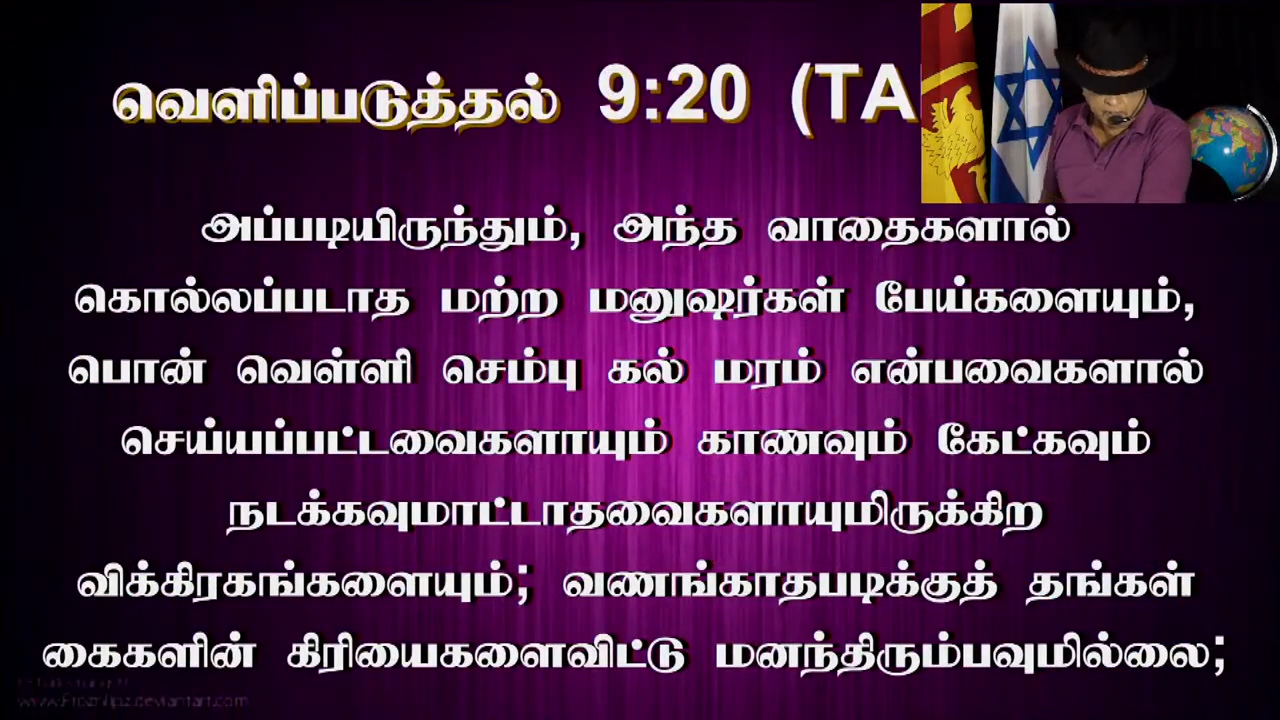 வெளிப்படுத்தல் 9:20 (TA
அப்படியிருந்தும், அந்த வாதைகளால்
கொல்லப்படாத மற்ற மனுஷர்கள் பேய்களையும்,
பொன் வெள்ளி செம்பு கல் மரம் என்பவைகளால்
செய்யப்பட்டவைகளாயும் காணவும் கேட்கவும்
நடக்கவுமாட்டாதவைகளாயுமிருக்கிற
விக்கிரகங்களையும்; வணங்காதபடிக்குத் தங்கள்
கைகளின் கிரியைகளைவிட்டு மனந்திரும்பவுமில்லை;